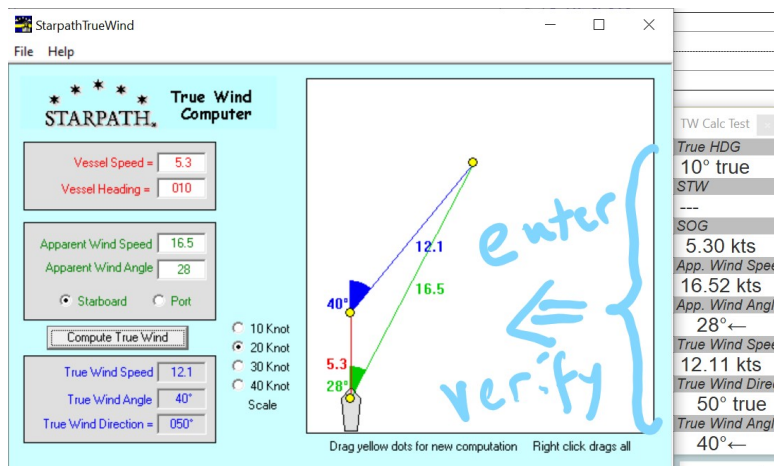 StarpathTrueWind
File Help
STARPATH
True Wind
Computer
Vessel Speed = 5.3
Vessel Heading = 010
Apparent Wind Speed 16.5
Apparent Wind Angle 28
Starboard Port
Compute True Wind
True Wind Speed 12.1
True Wind Angle 40°
True Wind Direction = 050°
10 Knot
20 Knot
30 Knot
40 Knot
Scale
12.1
16.5
40°
5.3
28°
Drag yellow dots for new computation Right click drags all
enter
verify
TW Calc Test
True HDG
10° true
STW
---
SOG
5.30 kts
App. Wind Spee
16.52 kts
App. Wind Angl
28°←
True Wind Spee
12.11 kts
True Wind Dire
50° true
True Wind Angl
40°←